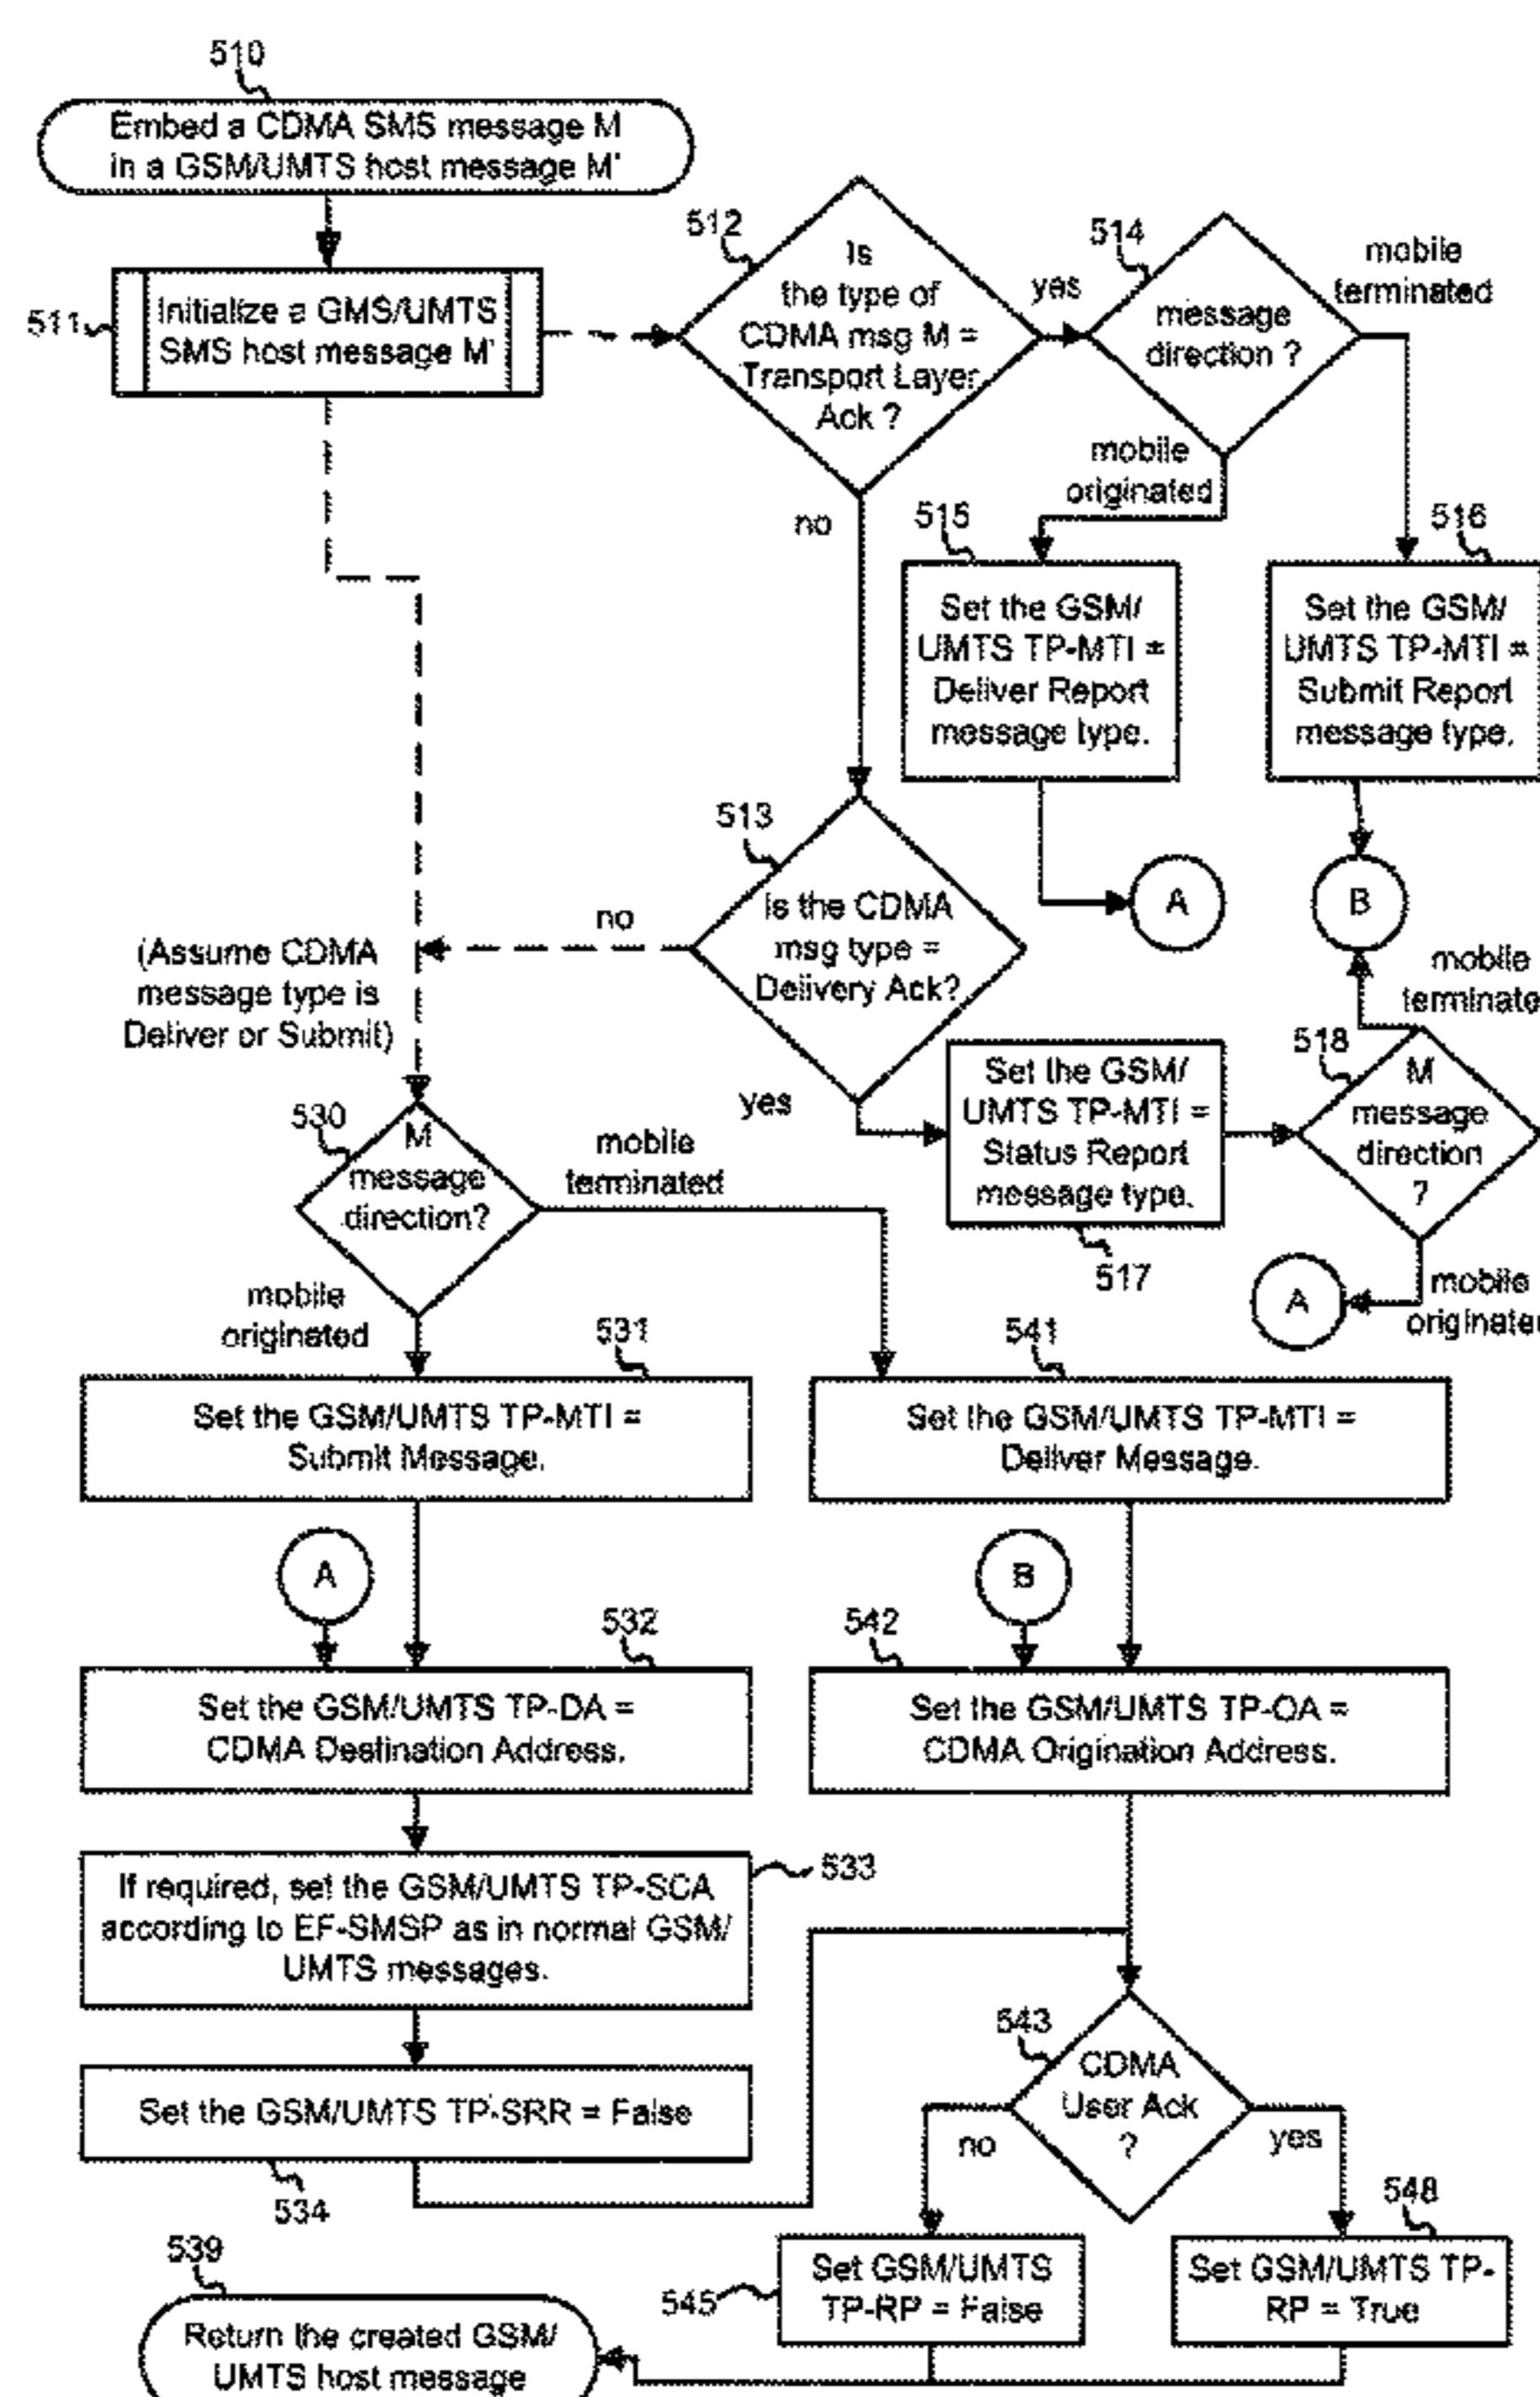 510
Embed a CDMA SMS message M
in a GSM/UMTS host message M'
511
Initialize a GMS/UMTS
SMS host message M'
512
Is
the type of
CDMA msg M =
Transport Layer
Ack ?
yes
no
514
message
direction ?
mobile
terminated
mobile
originated
515
Set the GSM/
UMTS TP-MTI =
Deliver Report
message type.
516
Set the GSM/
UMTS TP-MTI =
Submit Report
message type.
A
B
513
Is the CDMA
msg type =
Delivery Ack?
no
yes
(Assume CDMA
message type is
Deliver or Submit)
Set the GSM/
UMTS TP-MTI =
Status Report
message type.
517
518
M
message
direction
?
mobile
terminate
mobile
originate
A
530
M
message
direction?
mobile
terminated
mobile
originated
531
Set the GSM/UMTS TP-MTI =
Submit Message.
541
Set the GSM/UMTS TP-MTI =
Deliver Message.
A
B
532
Set the GSM/UMTS TP-DA =
CDMA Destination Address.
542
Set the GSM/UMTS TP-OA =
CDMA Origination Address.
533
If required, set the GSM/UMTS TP-SCA
according to EF-SMSP as in normal GSM/
UMTS messages.
Set the GSM/UMTS TP-SRR = False
534
543
CDMA
User Ack
?
no
yes
545
Set GSM/UMTS
TP-RP = False
548
Set GSM/UMTS TP-
RP = True
539
Return the created GSM/
UMTS host message